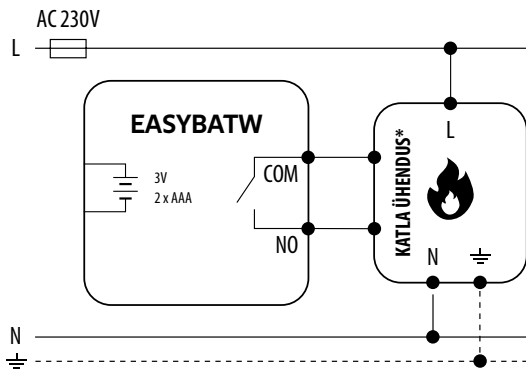 AC 230V
L
EASYBATW
3V
2 x AAA
COM
NO
KATLA ÜHENDUS*
L
N
N